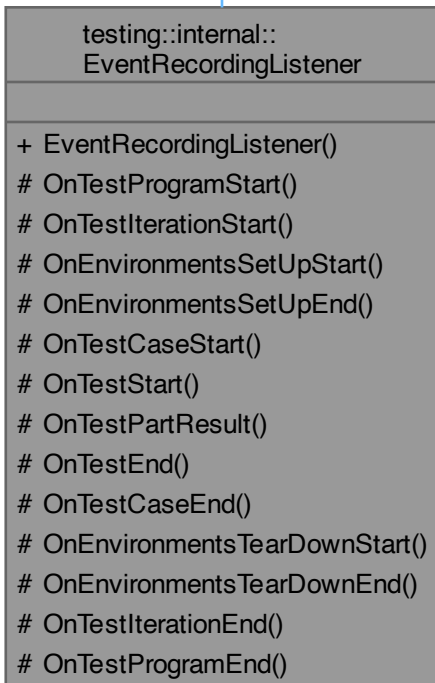 testing::internal::
EventRecordingListener
+ EventRecordingListener()
# OnTestProgramStart()
# OnTestIterationStart()
# OnEnvironmentsSetUpStart()
# OnEnvironmentsSetUpEnd()
# OnTestCaseStart()
# OnTestStart()
# OnTestPartResult()
# OnTestEnd()
# OnTestCaseEnd()
# OnEnvironmentsTearDownStart()
# OnEnvironmentsTearDownEnd()
# OnTestIterationEnd()
# OnTestProgramEnd()